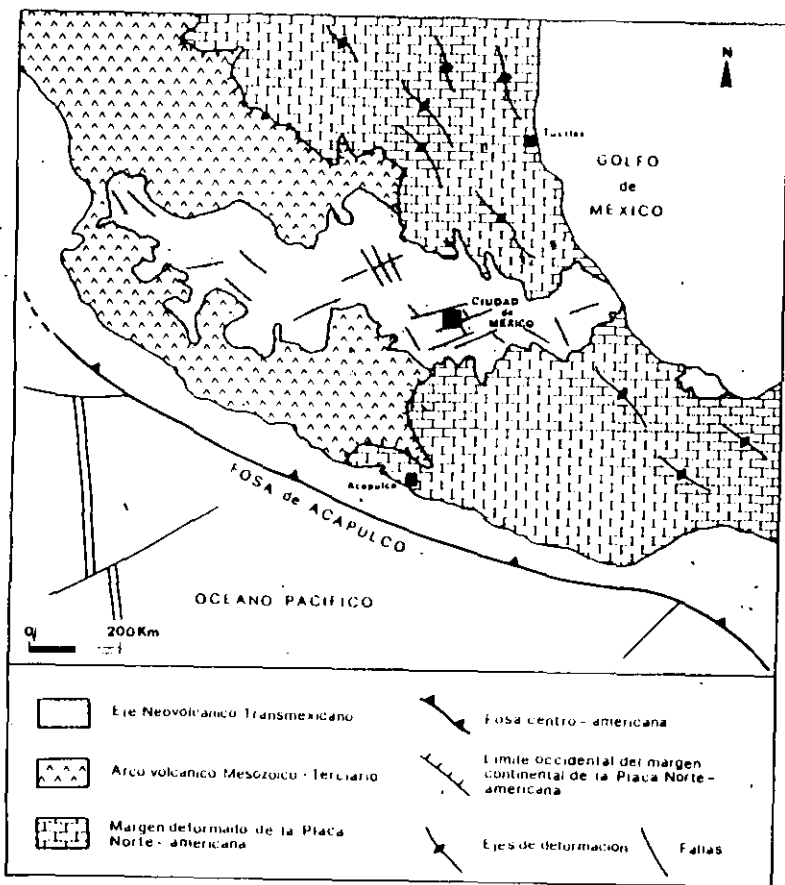 N
Tuxtlas
GOLFO
de
MEXICO
CIUDAD
de
MEXICO
Acapulco
FOSA de ACAPULCO
OCEANO PACIFICO
0 200Km
Eje Neovolcánico Transmexicano
Arco volcanico Mesozoico - Terciario
Margen deformado de la Placa
Norte - americana
Fosa centro - americana
Limite occidental del margen
continental de la Placa Norte -
americana
Ejes de deformación
Fallas